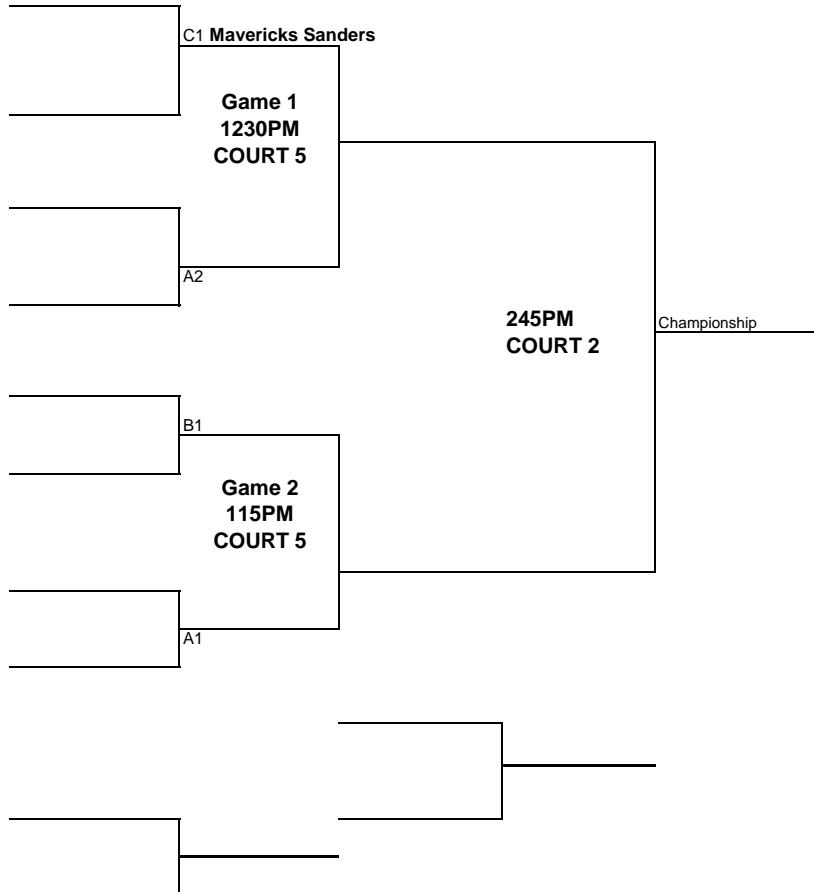 C1 Mavericks Sanders
Game 1
1230PM
COURT 5
A2
245PM
COURT 2
Championship
B1
Game 2
115PM
COURT 5
A1